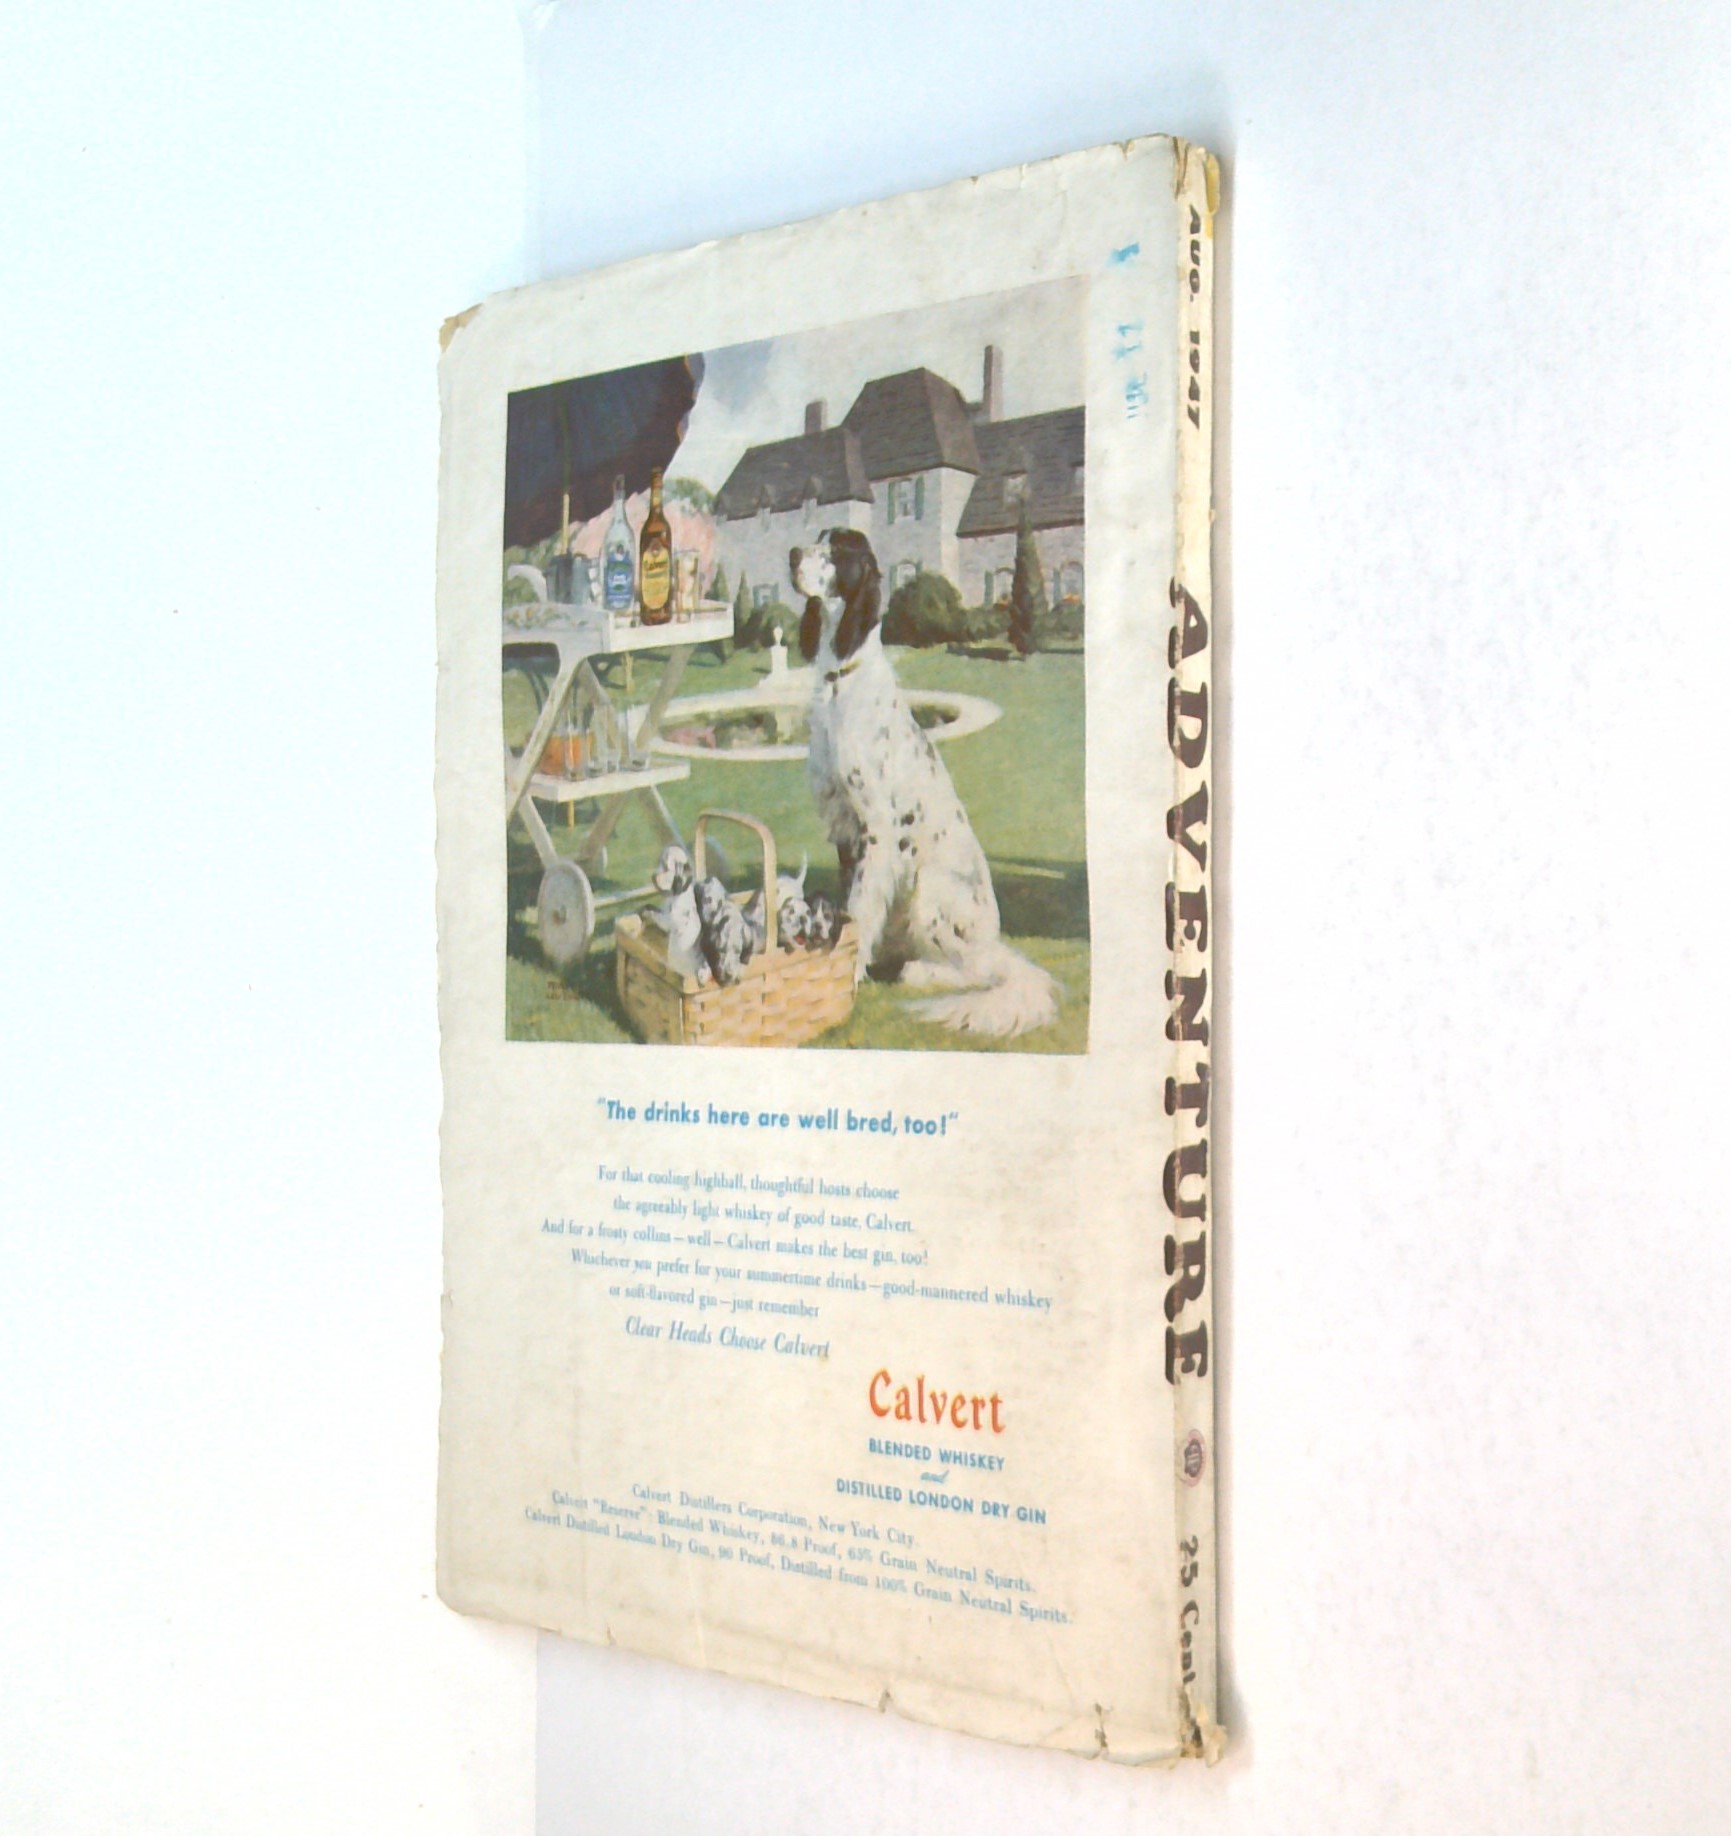 "The drinks here are well bred, too!"
For that cooling highball, thoughtful hosts choose
the agreeably light whiskey of good taste, Calvert.
And for a frosty collins—well—Calvert makes the best gin, too!
Whichever you prefer for your summertime drinks—good-mannered whiskey
or soft-flavored gin—just remember
Clear Heads Choose Calvert
Calvert
BLENDED WHISKEY
and
DISTILLED LONDON DRY GIN
Calvert Distillers Corporation, New York City.
Calvert "Reserve" Blended Whiskey, 86.8 Proof, 65% Grain Neutral Spirits.
Calvert Distilled London Dry Gin, 90 Proof, Distilled from 100% Grain Neutral Spirits.
AUG. 1947
ADVENTURE
25 Cent
Calvert